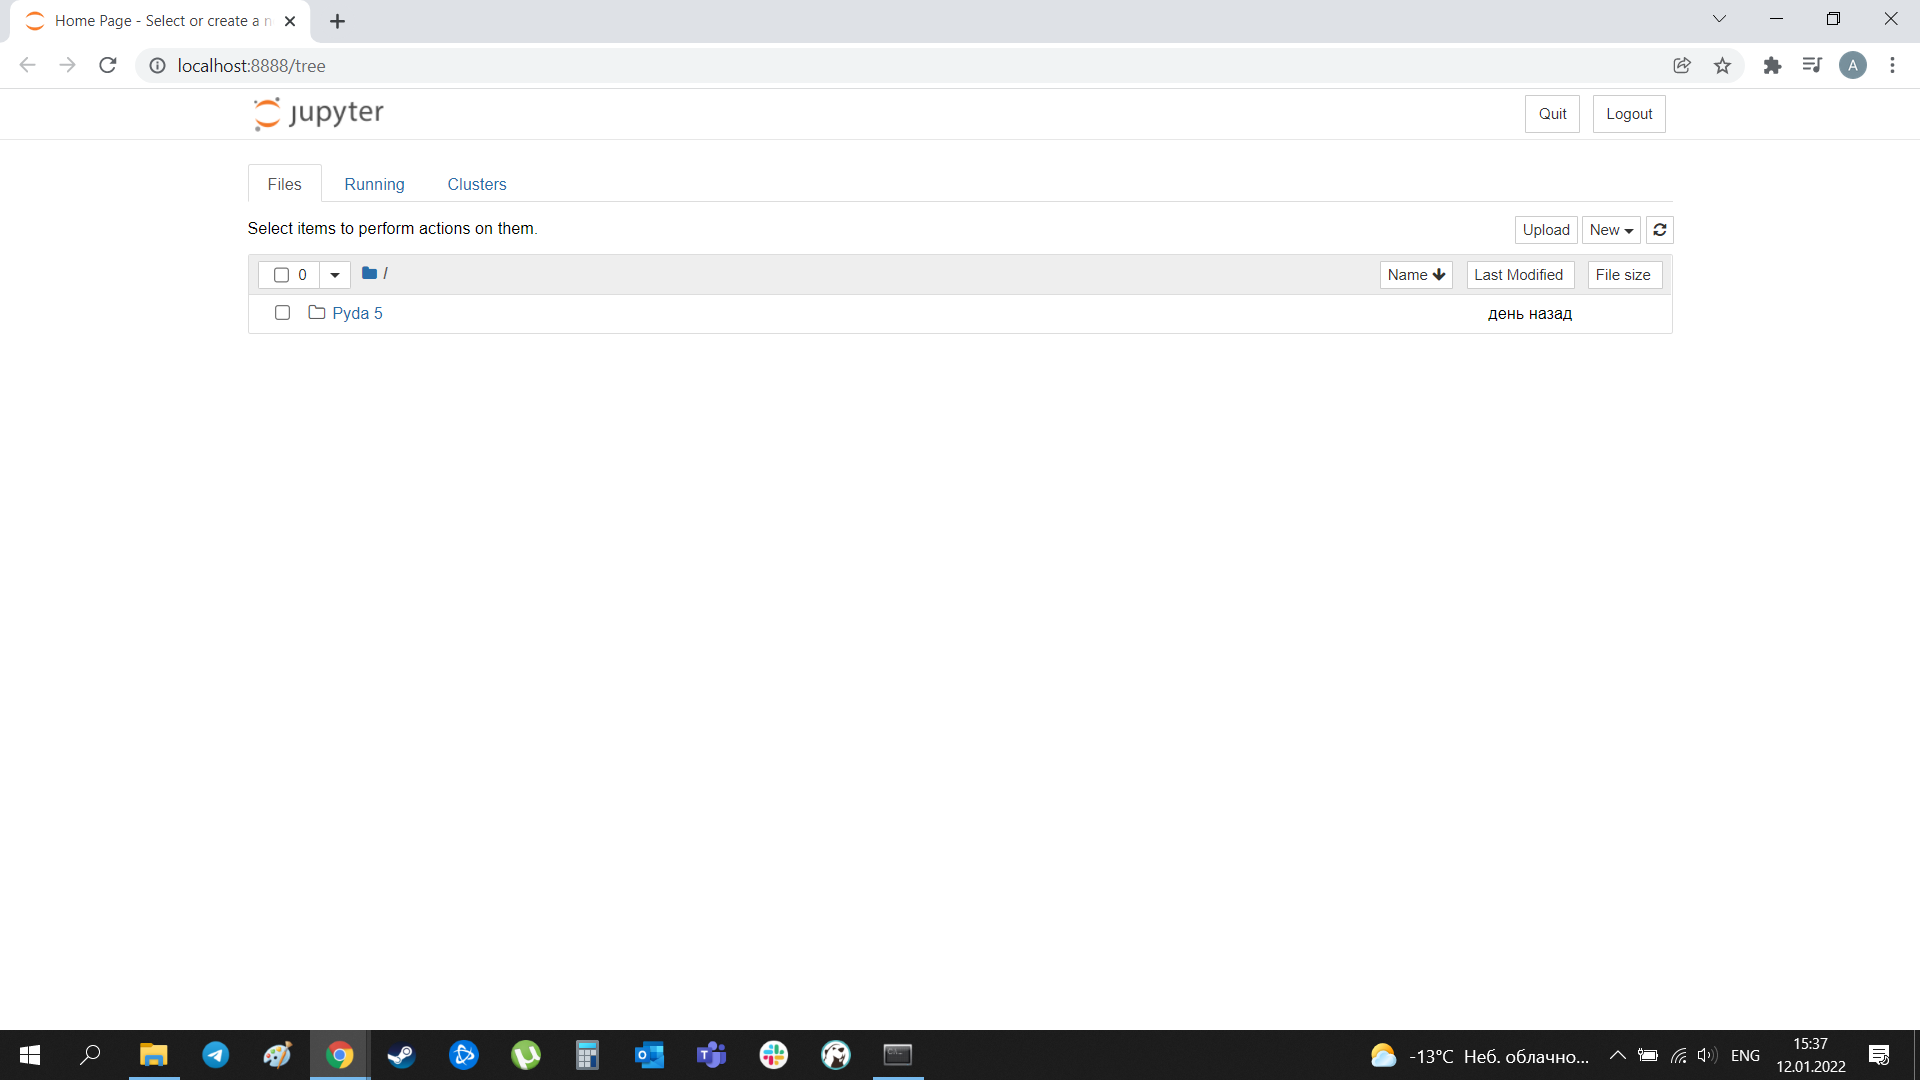 Home Page - Select or create a n
localhost:8888/tree
A
jupyter
Quit
Logout
Files
Running
Clusters
Select items to perform actions on them.
Upload
New
0
/
Name
Last Modified
File size
Pyda 5
день назад
-13°C Неб. облачно...
ENG
15:37
12.01.2022